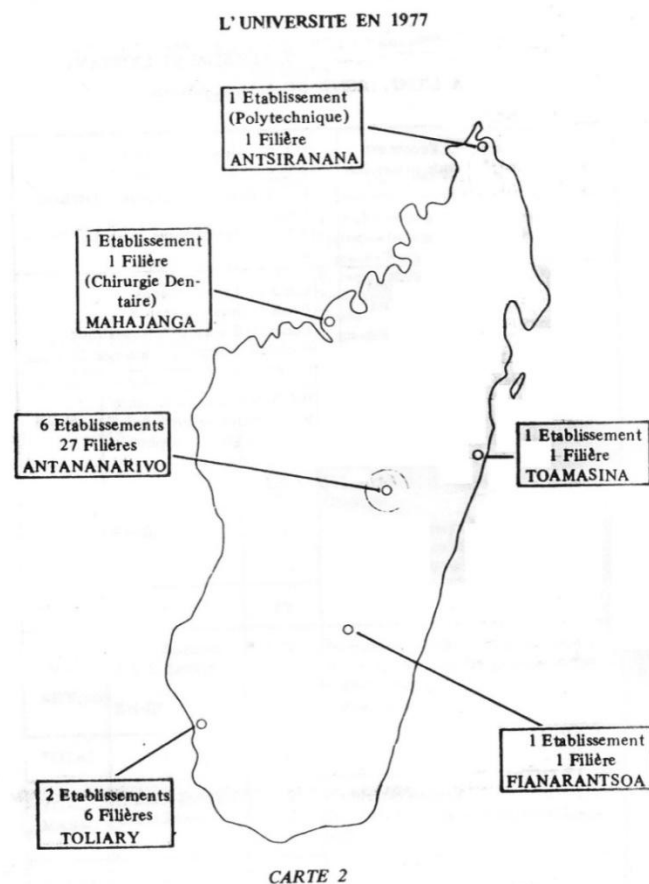 L'UNIVERSITE EN 1977
1 Etablissement
(Polytechnique)
1 Filière
ANTSIRANANA
1 Etablissement
1 Filière
(Chirurgie Den-
taire)
MAHAJANGA
6 Etablissements
27 Filières
ANTANANARIVO
1 Etablissement
1 Filière
TOAMASINA
1 Etablissement
1 Filière
FIANARANTSOA
2 Etablissements
6 Filières
TOLIARY
CARTE 2